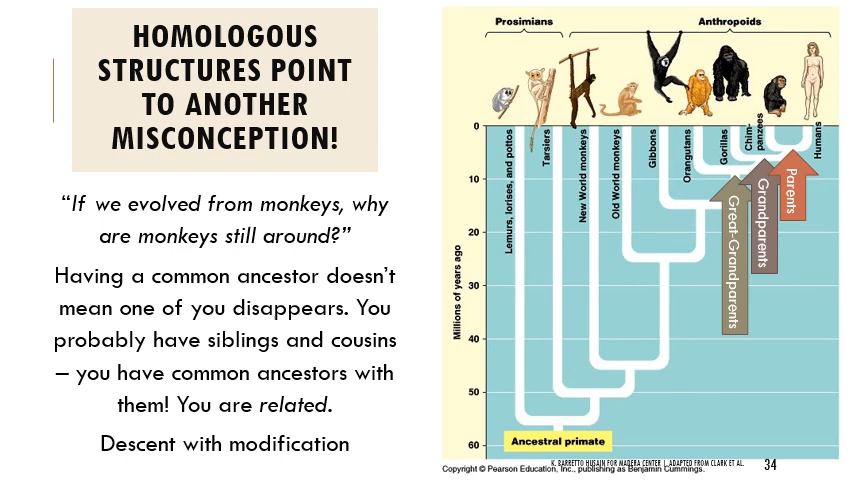 HOMOLOGOUS
STRUCTURES POINT
TO ANOTHER
MISCONCEPTION!
“If we evolved from monkeys, why
are monkeys still around?”
Having a common ancestor doesn’t
mean one of you disappears. You
probably have siblings and cousins
– you have common ancestors with
them! You are related.
Descent with modification
Prosimians
Anthropoids
Lemurs, lorises, and pottos
Tarsiers
New World monkeys
Old World monkeys
Gibbons
Orangutans
Gorillas
Chim-
panzees
Humans
Millions of years ago
0
10
20
30
40
50
60
Great-Grandparents
Grandparents
Parents
Ancestral primate
K. BARRETTO HUSAIN FOR MADERA CENTER | ADAPTED FROM CLARK ET AL.
34
Copyright © Pearson Education, Inc., publishing as Benjamin Cummings.